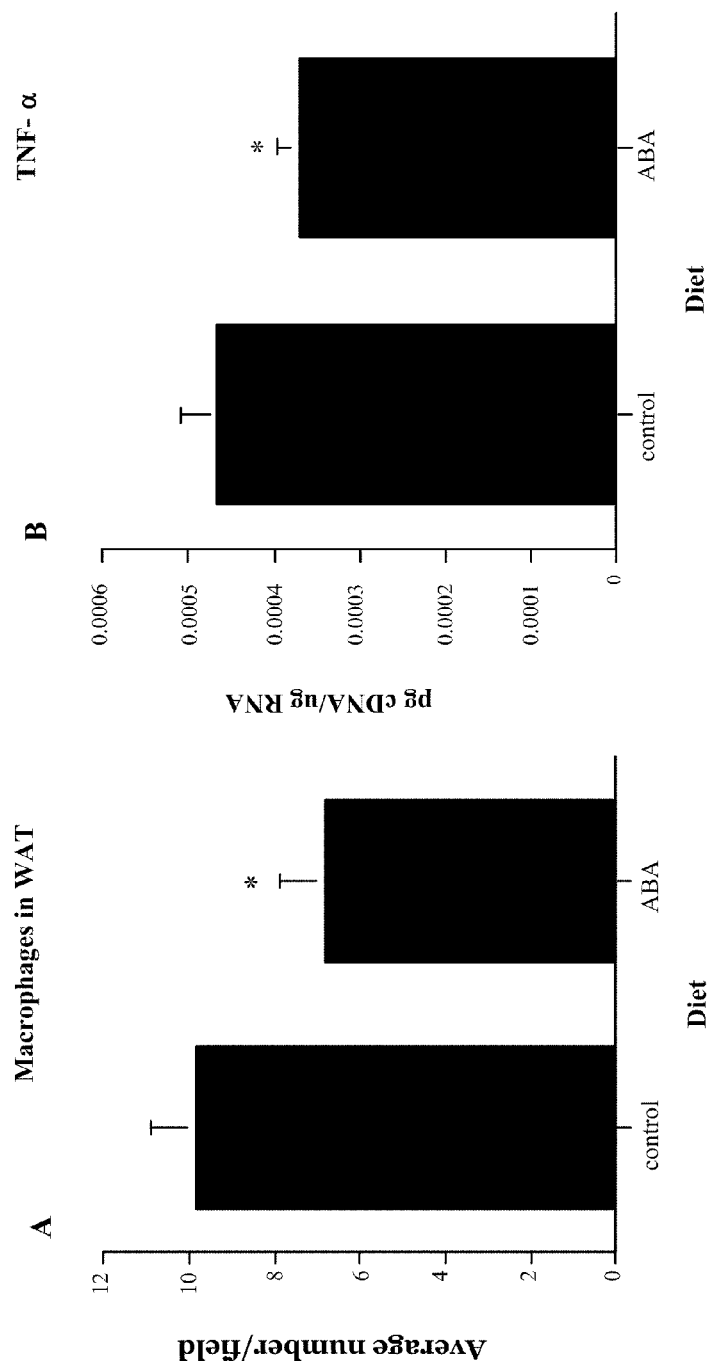 A
Macrophages in WAT
Average number/field
12
10
8
6
4
2
0
*
control
ABA
Diet
B
TNF- α
pg cDNA/ug RNA
0.0006
0.0005
0.0004
0.0003
0.0002
0.0001
0
*
control
ABA
Diet